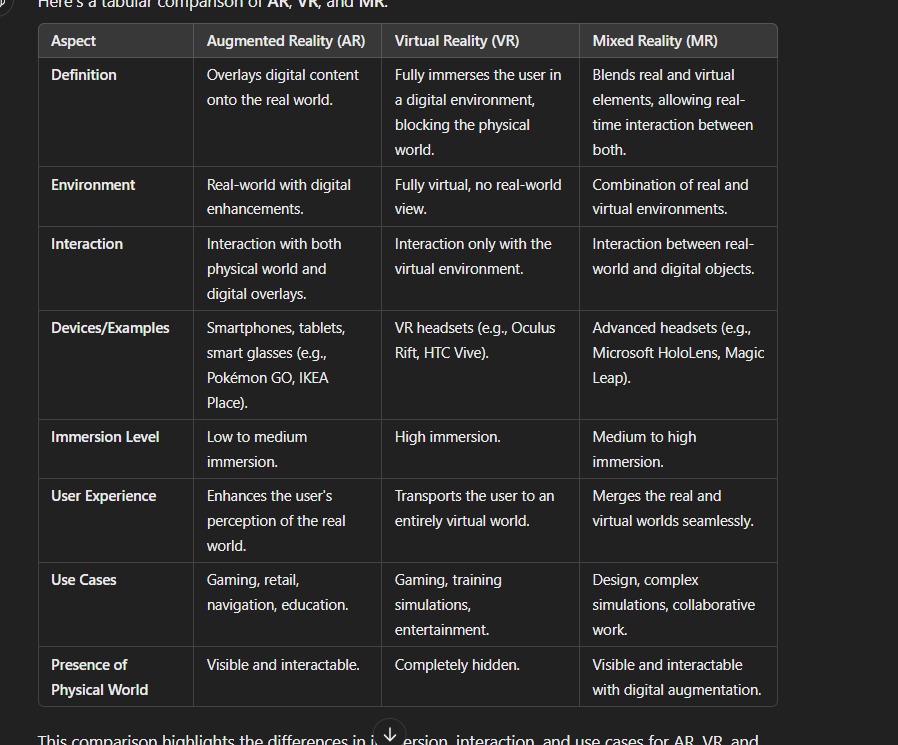 Here's a tabular comparison of AR, VR, and MR.
Aspect
Augmented Reality (AR)
Virtual Reality (VR)
Mixed Reality (MR)
Definition
Overlays digital content
onto the real world.
Fully immerses the user in
a digital environment,
blocking the physical
world.
Blends real and virtual
elements, allowing real-
time interaction between
both.
Environment
Real-world with digital
enhancements.
Fully virtual, no real-world
view.
Combination of real and
virtual environments.
Interaction
Interaction with both
physical world and
digital overlays.
Interaction only with the
virtual environment.
Interaction between real-
world and digital objects.
Devices/Examples
Smartphones, tablets,
smart glasses (e.g.,
Pokémon GO, IKEA
Place).
VR headsets (e.g., Oculus
Rift, HTC Vive).
Advanced headsets (e.g.,
Microsoft HoloLens, Magic
Leap).
Immersion Level
Low to medium
immersion.
High immersion.
Medium to high
immersion.
User Experience
Enhances the user's
perception of the real
world.
Transports the user to an
entirely virtual world.
Merges the real and
virtual worlds seamlessly.
Use Cases
Gaming, retail,
navigation, education.
Gaming, training
simulations,
entertainment.
Design, complex
simulations, collaborative
work.
Presence of
Physical World
Visible and interactable.
Completely hidden.
Visible and interactable
with digital augmentation.
This comparison highlights the differences in interaction, and use cases for AR, VR, and